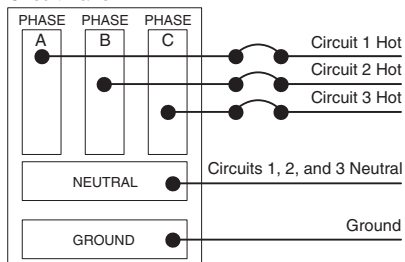 PHASE PHASE PHASE
A B C
Circuit 1 Hot
Circuit 2 Hot
Circuit 3 Hot
NEUTRAL
Circuits 1, 2, and 3 Neutral
GROUND
Ground